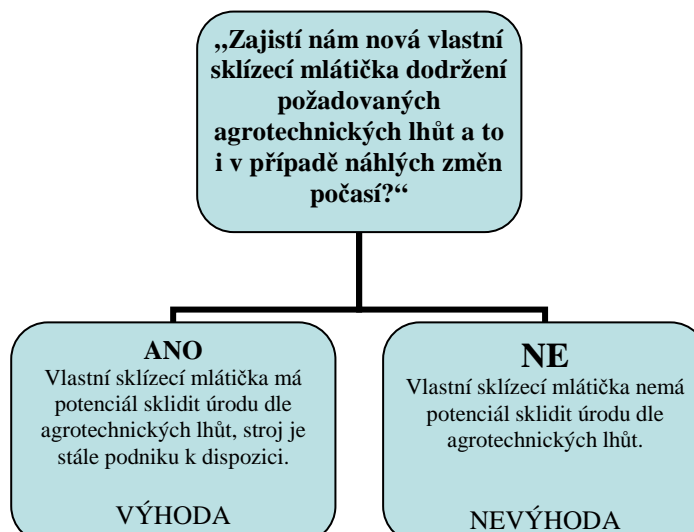 „Zajistí nám nová vlastní
sklízecí mlátička dodržení
požadovaných
agrotechnických lhůt a to
i v případě náhlých změn
počasí?“
ANO
Vlastní sklízecí mlátička má
potenciál sklidit úrodu dle
agrotechnických lhůt, stroj je
stále podniku k dispozici.
VÝHODA
NE
Vlastní sklízecí mlátička nemá
potenciál sklidit úrodu dle
agrotechnických lhůt.
NEVÝHODA